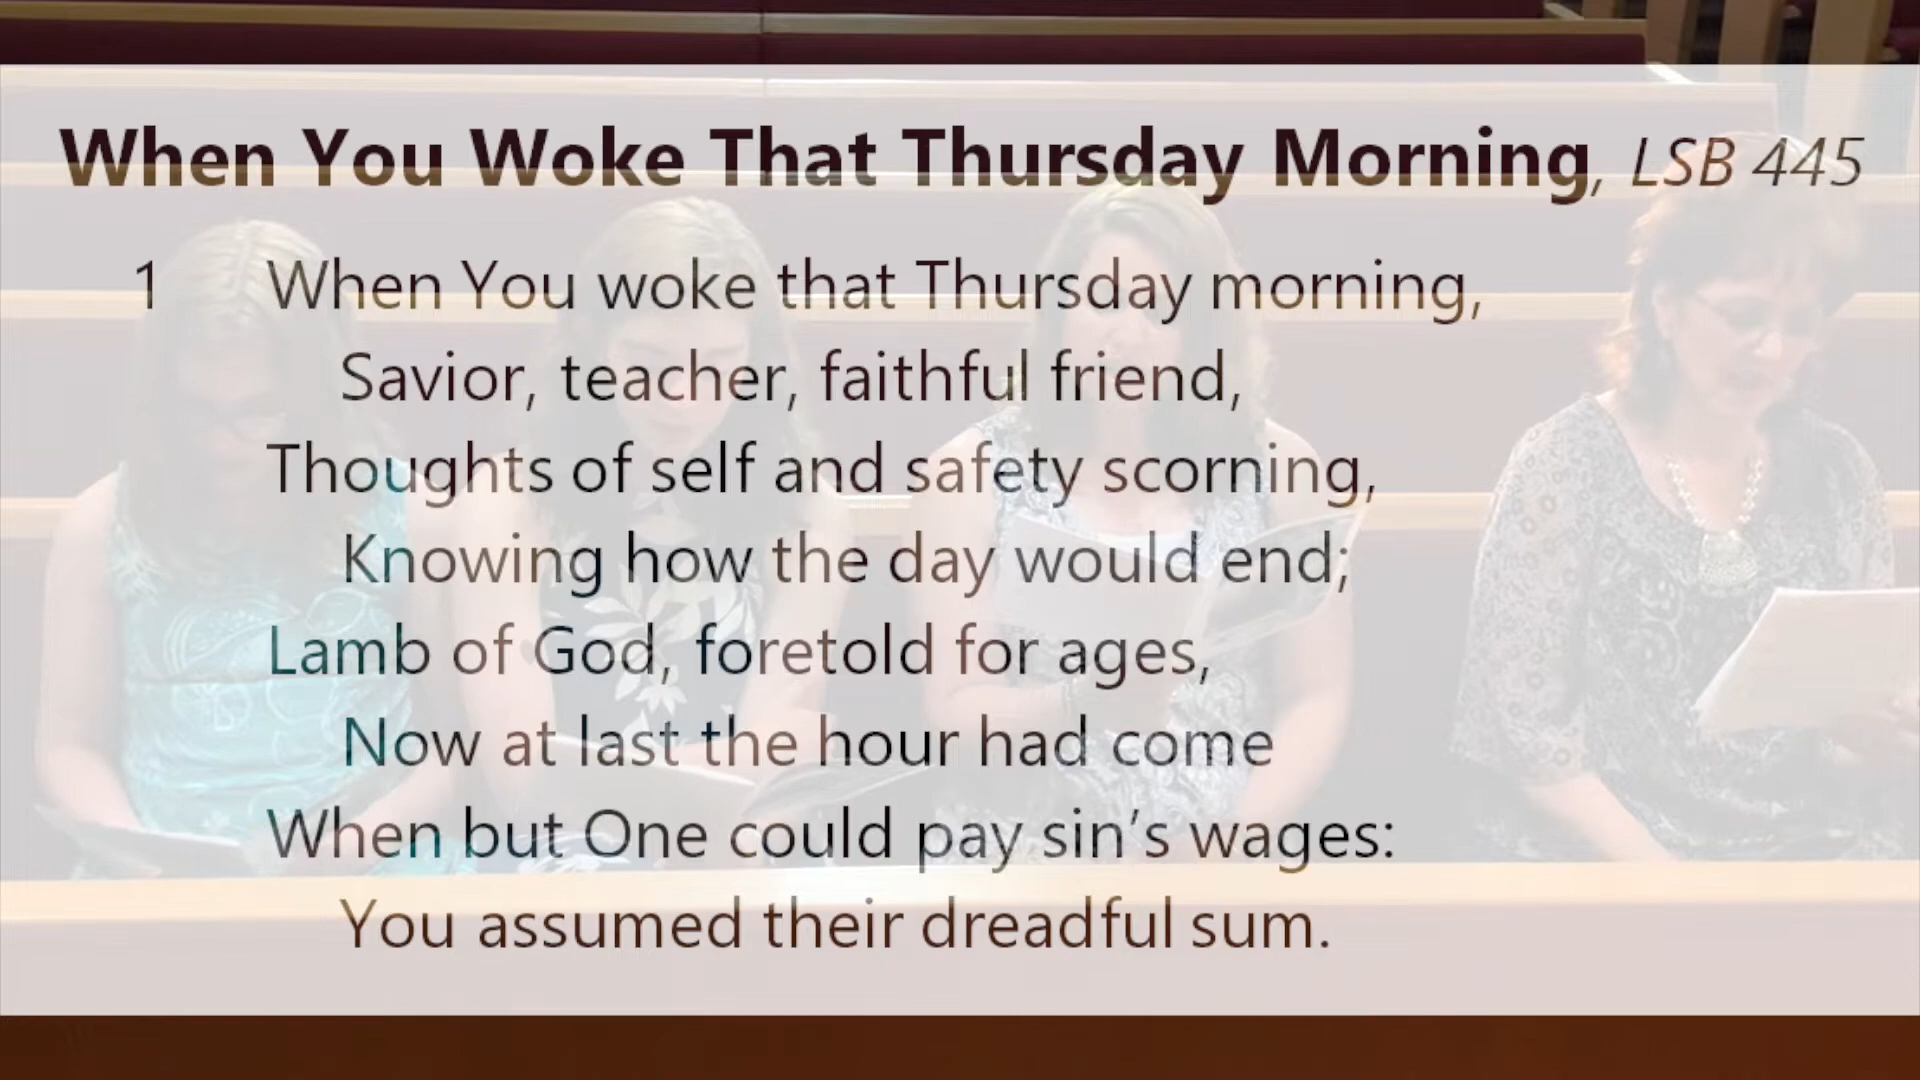 When You Woke That Thursday Morning, LSB 445
1 When You woke that Thursday morning,
Savior, teacher, faithful friend,
Thoughts of self and safety scorning,
Knowing how the day would end;
Lamb of God, foretold for ages,
Now at last the hour had come
When but One could pay sin’s wages:
You assumed their dreadful sum.